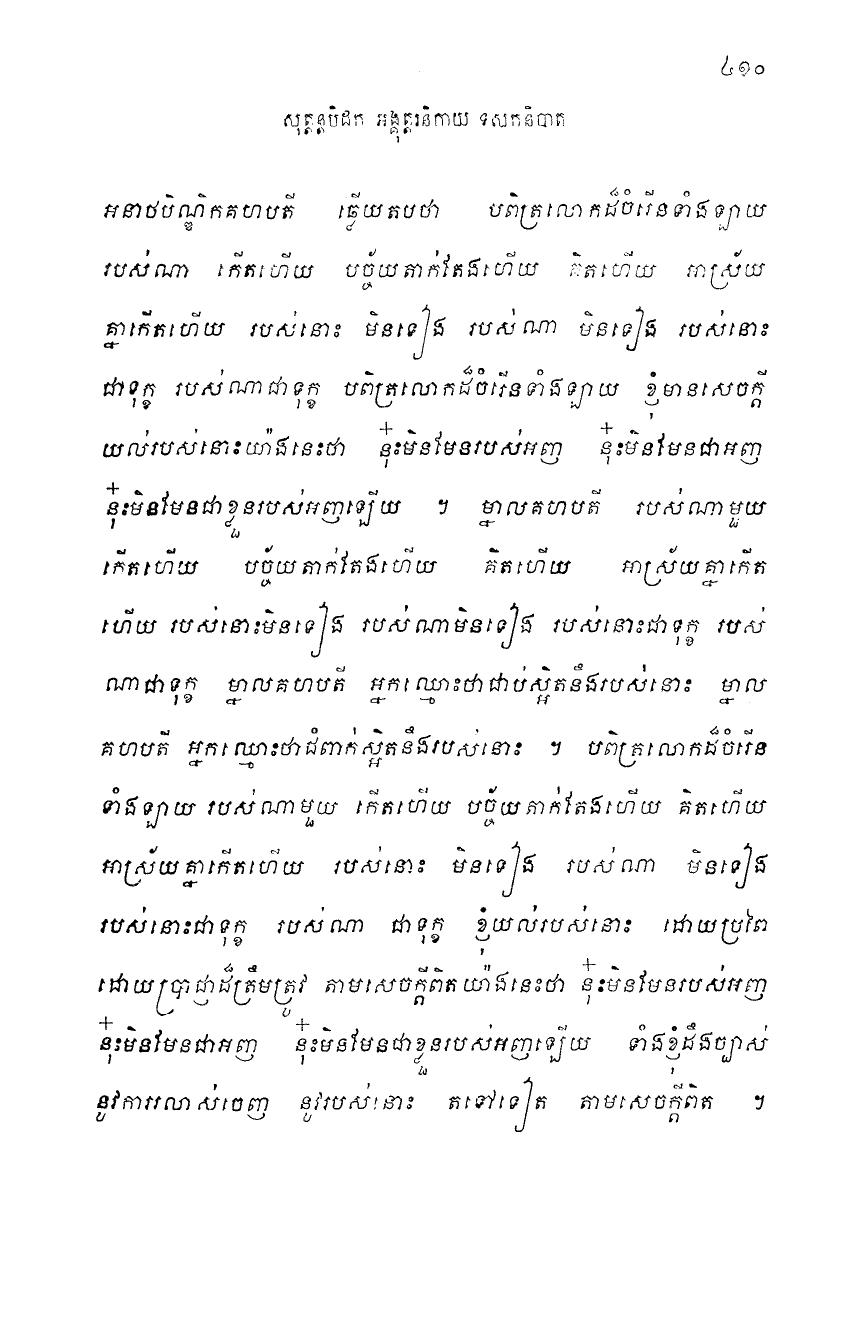 ៤១០
សុត្តន្តបិដក អង្គុត្តរនិកាយ ទសកនិបាត
អនាថបិណ្ឌិកគហបតី ធ្លើយតបថា បពិត្រលោកដ៏ចំរើនទាំងឡាយ
របស់ណា កើតហើយ បច្ច័យតាក់តែងហើយ គិតហើយ អាស្រ័យ
គ្នាកើតហើយ របស់នោះ មិនទៀង របស់ណា មិនទៀង របស់នោះ
ជាទុក្ខ របស់ណាជាទុក្ខ បពិត្រលោកដ៏ចំរើនទាំងឡាយ ខ្ញុំមានសេចក្តី
យល់របស់នោះយ៉ាងនេះថា នុ៎ះមិនមែនរបស់អញ នុ៎ះមិនមែនជាអញ
នុ៎ះមិនមែនជាខ្លួនរបស់អញឡើយ ។ ម្នាលគហបតី របស់ណាមួយ
កើតហើយ បច្ច័យតាក់តែងហើយ គិតហើយ អាស្រ័យគ្នាកើត
ហើយ របស់នោះមិនទៀង របស់ណាមិនទៀង របស់នោះជាទុក្ខ របស់
ណាជាទុក្ខ ម្នាលគហបតី អ្នកឈ្មោះថាជាប់ស្អិតនឹងរបស់នោះ ម្នាល
គហបតី អ្នកឈ្មោះថាជំពាក់ស្អិតនឹងរបស់នោះ ។ បពិត្រលោកដ៏ចំរើន
ទាំងឡាយ របស់ណាមួយ កើតហើយ បច្ច័យតាក់តែងហើយ គិតហើយ
អាស្រ័យគ្នាកើតហើយ របស់នោះ មិនទៀង របស់ណា មិនទៀង
របស់នោះជាទុក្ខ របស់ណា ជាទុក្ខ ខ្ញុំយល់របស់នោះ ដោយប្រពៃ
ដោយប្រាជ្ញាដ៏ត្រឹមត្រូវ តាមសេចក្តីពិតយ៉ាងនេះថា នុ៎ះមិនមែនរបស់អញ
នុ៎ះមិនមែនជាអញ នុ៎ះមិនមែនជាខ្លួនរបស់អញឡើយ ទាំងខ្ញុំដឹងច្បាស់
នូវការរលាស់ចេញ នូវរបស់នោះ តទៅទៀត តាមសេចក្តីពិត ។